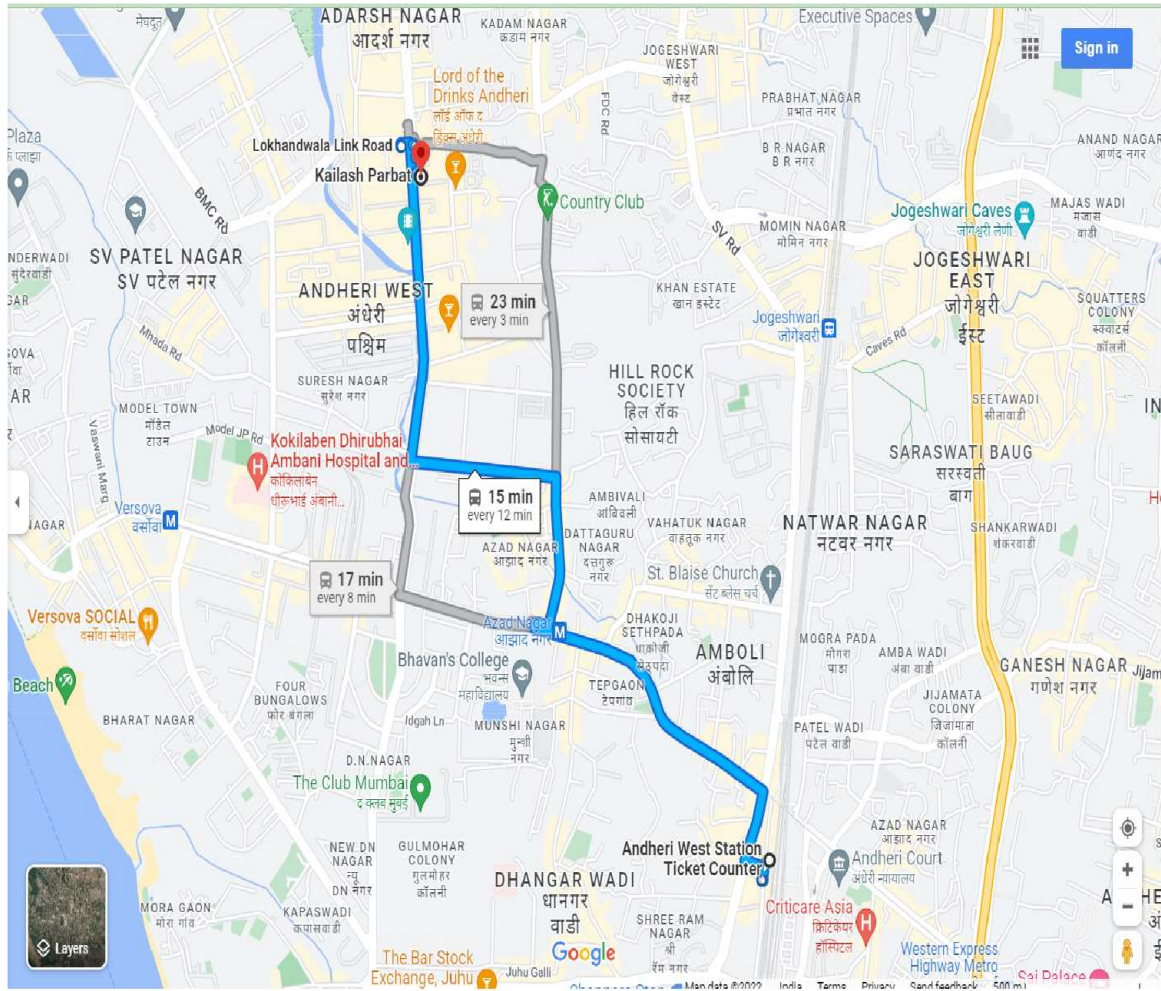 मेघदूत
ADARSH NAGAR
आदर्श नगर
KADAM NAGAR
कडाम नगर
Executive Spaces
Sign in
JOGESHWARI
WEST
जोगेश्वरी
वेस्ट
Lord of the
Drinks Andheri
लॉर्ड ऑफ द
ड्रिंक्स अंधेरी
FDC Rd
PRABHAT NAGAR
प्रभात नगर
Plaza
Lokhandwala Link Road
Kailash Parbat
B R NAGAR
B R नगर
ANAND NAGAR
आणंद नगर
BMC Rd
Country Club
Jogeshwari Caves
जोगेश्वरी लेणी
MAJAS WADI
मजास
वाडी
SV Rd
MOMIN NAGAR
मोमिन नगर
SV PATEL NAGAR
SV पटेल नगर
JOGESHWARI
EAST
जोगेश्वरी
ईस्ट
ANDHERI WEST
अंधेरी
पश्चिम
23 min
every 3 min
KHAN ESTATE
खान इस्टेट
SQUATTERS
COLONY
स्क्वार्टर्स
कॉलनी
Jogeshwari
जोगेश्वरी
Caves Rd
Mhada Rd
SURESH NAGAR
सुरेश नगर
HILL ROCK
SOCIETY
हिल रॉक
सोसायटी
SEETAWADI
सीतावाडी
MODEL TOWN
मॉडेल
टाउन
Model JP Rd
Vaswani Marg
Kokilaben Dhirubhai
Ambani Hospital and...
कोकिलाबेन
धीरूभाई अंबानी...
SARASWATI BAUG
सरस्वती
बाग
15 min
every 12 min
AMBIVALI
आंबिवली
Versova
वर्सोवा
NATWAR NAGAR
नटवर नगर
SHANKARWADI
शंकरवाडी
AZAD NAGAR
आझाद नगर
DATTAGURU
NAGAR
दत्तगुरु
नगर
VAHATUK NAGAR
वाहतूक नगर
17 min
every 8 min
St. Blaise Church
सेंट ब्लेस चर्च
Versova SOCIAL
वर्सोवा सोशल
Azad Nagar
आझाद नगर
DHAKOJI
SETHPADA
AMBOLI
अंबोलि
MOGRA PADA
मोगरा
पाडा
AMBA WADI
अंबा वाडी
GANESH NAGAR
गणेश नगर
Beach
Bhavan's College
भवन्स
महाविद्यालय
TEPGAON
टेपगांव
JIJAMATA
COLONY
जिजामाता
कॉलनी
FOUR
BUNGALOWS
फोर बंगला
BHARAT NAGAR
Idgah Ln
MUNSHI NAGAR
मुन्शी
नगर
PATEL WADI
पटेल वाडी
D.N.NAGAR
The Club Mumbai
द क्लब मुंबई
AZAD NAGAR
आझाद नगर
NEW DN
NAGAR
न्यू
DN नगर
GULMOHAR
COLONY
गुलमोहर
कॉलनी
Andheri West Station
Ticket Counter
Andheri Court
अंधेरी न्यायालय
DHANGAR WADI
धानगर
वाडी
MORA GAON
मोरा गांव
KAPASWADI
कपासवाडी
SHREE RAM
NAGAR
श्री
रॅम नगर
Criticare Asia
क्रिटिकेयर
हॉस्पिटल
Layers
The Bar Stock
Exchange, Juhu
Google
Juhu Galli
Western Express
Highway Metro
Sai Palace
Map data ©2022 India Terms Privacy Send feedback 500 m